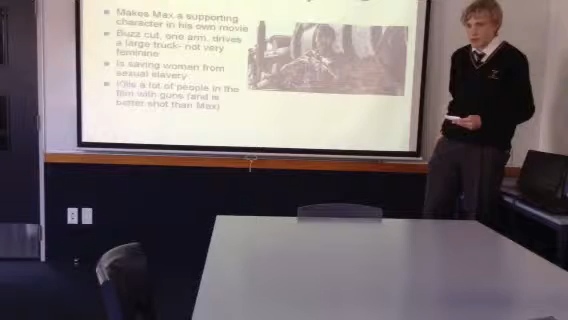 Makes Max a supporting
character in his own movie
Buzz cut, one arm, drives
a large truck- not very
feminine
Is saving women from
sexual slavery
Kills a lot of people in the
film with guns (and is
better shot than Max)